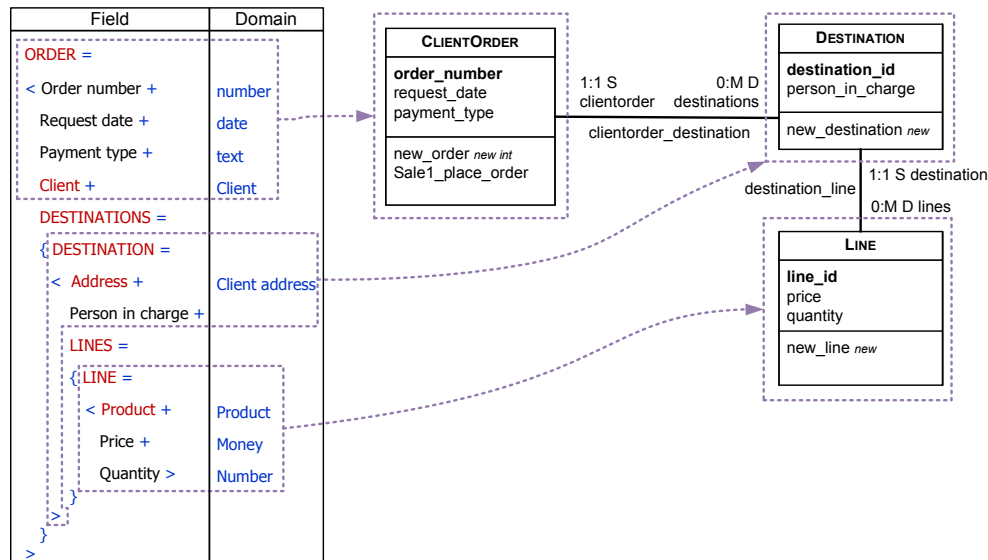 Field Domain
ORDER =
< Order number + number
Request date + date
Payment type + text
Client + Client
DESTINATIONS =
{ DESTINATION =
< Address + Client address
Person in charge +
LINES =
{ LINE =
< Product + Product
Price + Money
Quantity > Number
}
>
}
>
CLIENTORDER
order_number
request_date
payment_type
new_order new int
Sale1_place_order
1:1 S 0:M D
clientorder destinations
clientorder_destination
DESTINATION
destination_id
person_in_charge
new_destination new
1:1 S destination
destination_line
0:M D lines
LINE
line_id
price
quantity
new_line new